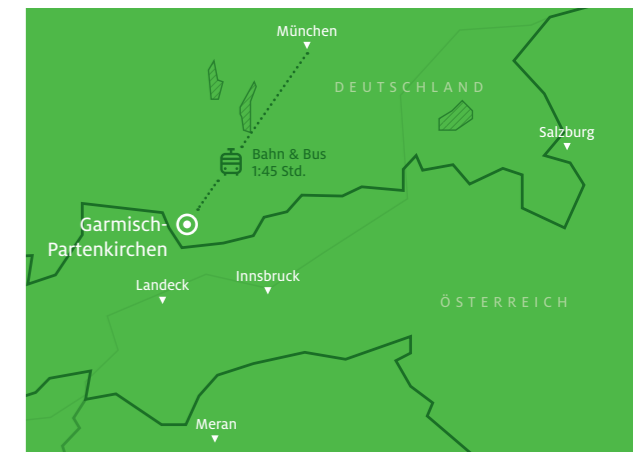 München
DEUTSCHLAND
Salzburg
Bahn & Bus
1:45 Std.
Garmisch-
Partenkirchen
Landeck
Innsbruck
ÖSTERREICH
Meran